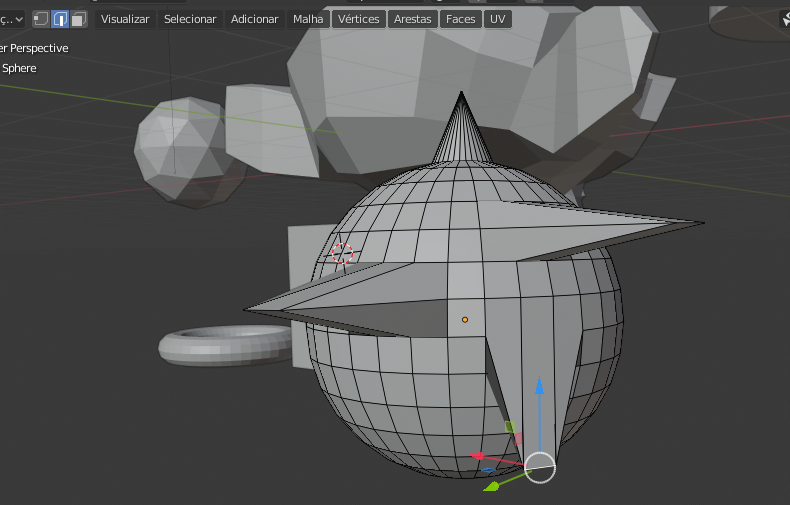 Visualizar Selecionar Adicionar Malha Vértices Arestas Faces UV
er Perspective
Sphere